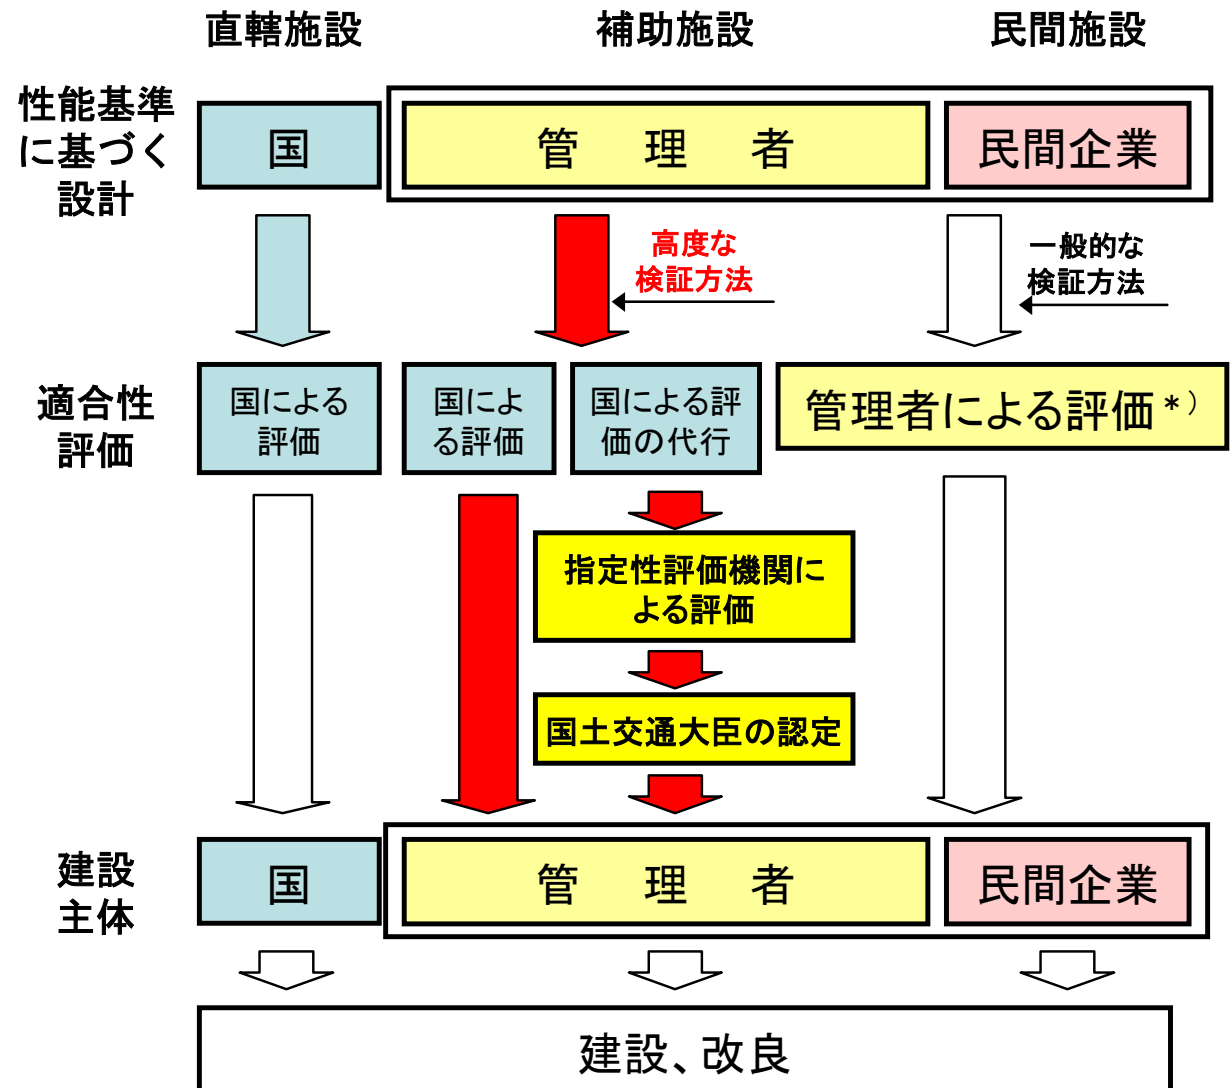 直轄施設 補助施設 民間施設
性能基準
に基づく
設計
国 管 理 者 民間企業
高度な
検証方法
一般的な
検証方法
適合性
評価
国による
評価
国によ
る評価
国による評
価の代行
管理者による評価*）
指定性評価機関に
よる評価
国土交通大臣の認定
建設
主体
国 管 理 者 民間企業
建設、改良